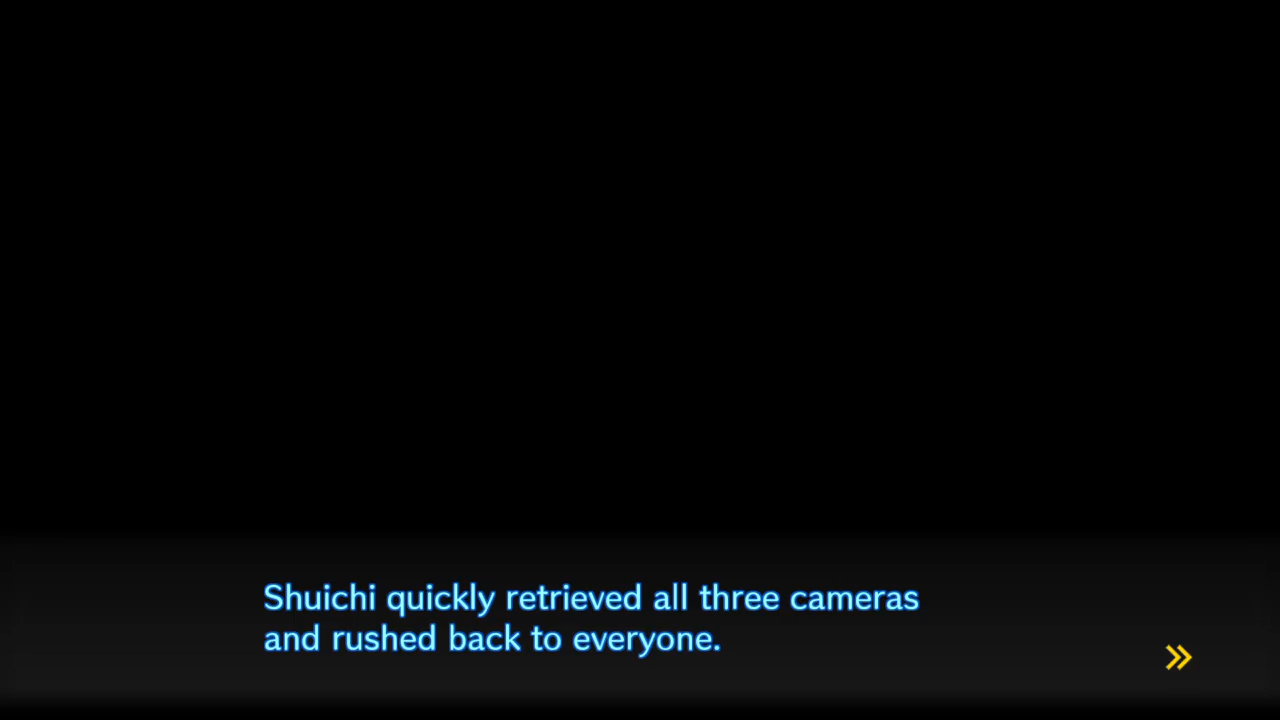 Shuichi quickly retrieved all three cameras
and rushed back to everyone.